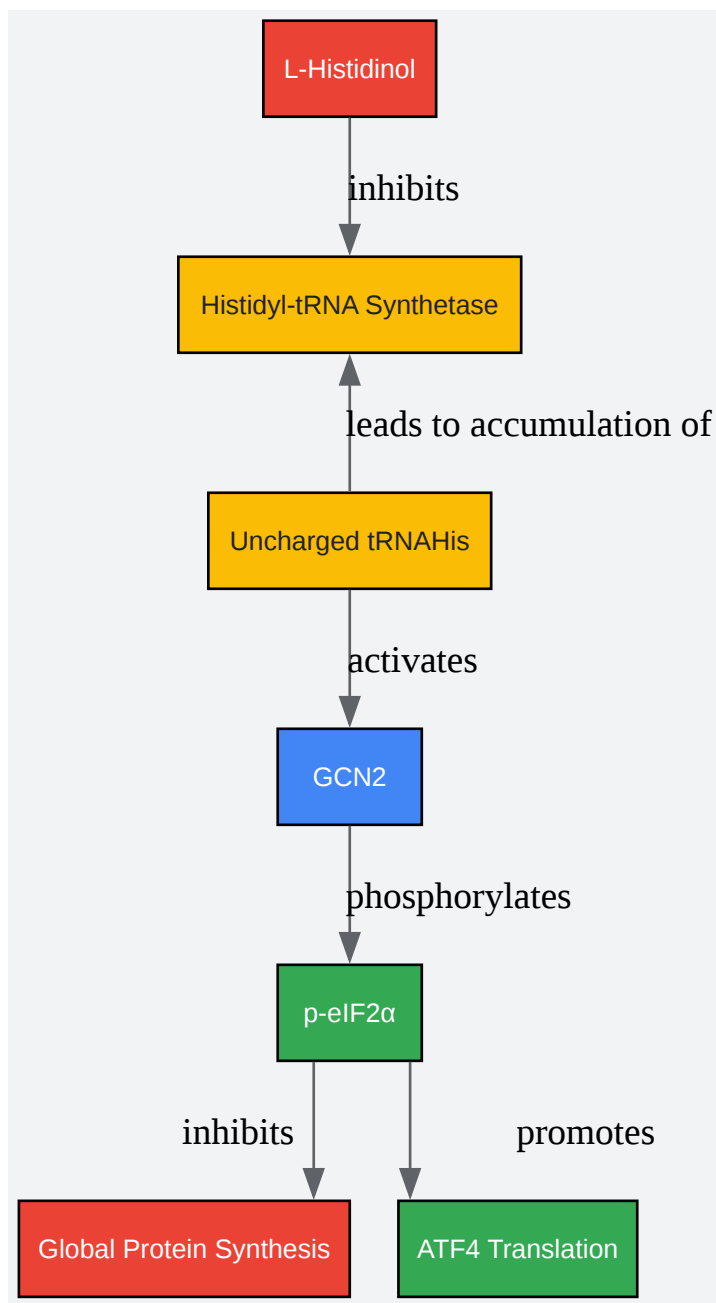 L-Histidinol
inhibits
Histidyl-tRNA Synthetase
leads to accumulation of
Uncharged tRNAHis
activates
GCN2
phosphorylates
p-eIF2α
inhibits
promotes
Global Protein Synthesis
ATF4 Translation